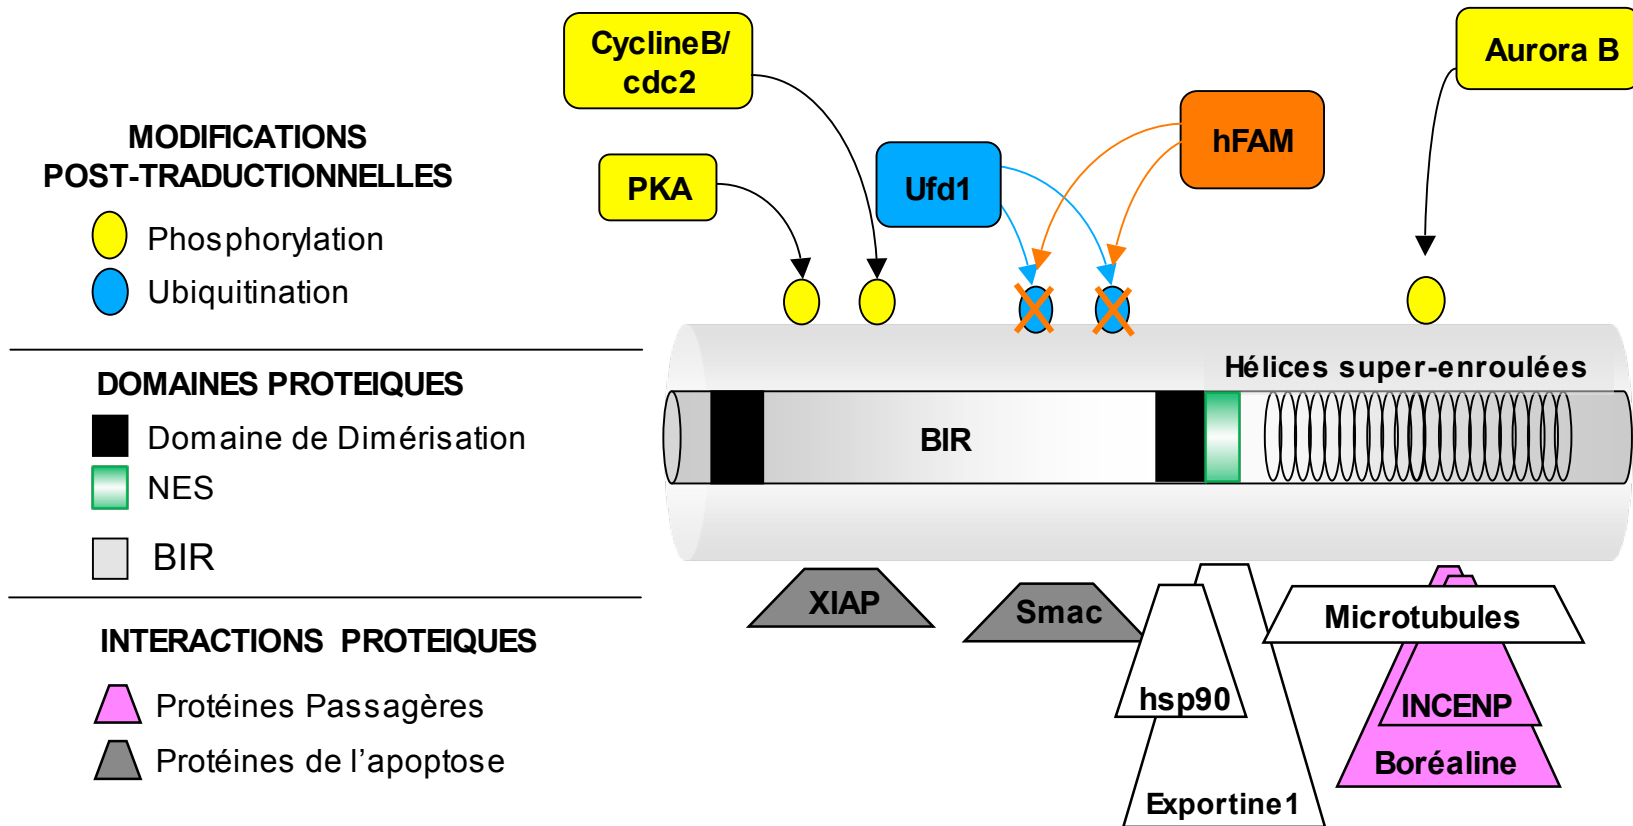 MODIFICATIONS
POST-TRADUCTIONNELLES
Phosphorylation
Ubiquitination
DOMAINES PROTEIQUES
Domaine de Dimérisation
NES
BIR
INTERACTIONS PROTEIQUES
Protéines Passagères
Protéines de l'apoptose
CyclineB/
cdc2
PKA
Ufd1
hFAM
Aurora B
Hélices super-enroulées
BIR
XIAP
Smac
hsp90
Exportine1
Microtubules
INCENP
Boréaline